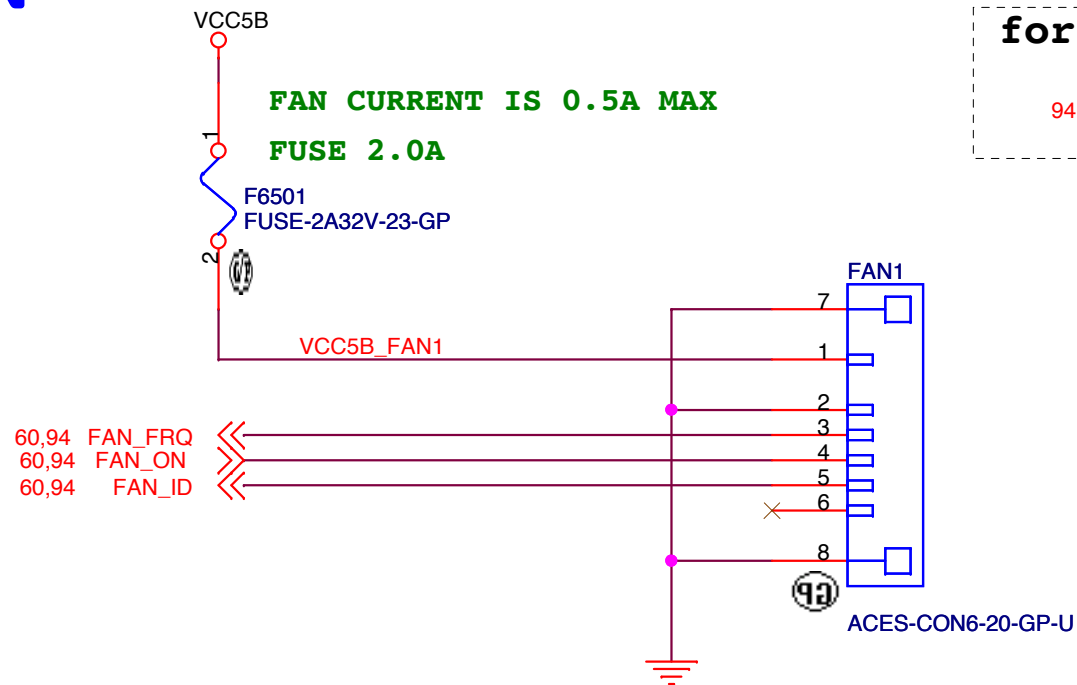 VCC5B
for
FAN CURRENT IS 0.5A MAX
94
1
FUSE 2.0A
F6501
FUSE-2A32V-23-GP
2
GP
FAN1
7
VCC5B_FAN1
1
2
60,94 FAN_FRQ
3
60,94 FAN_ON
4
60,94 FAN_ID
5
6
8
GP
ACES-CON6-20-GP-U